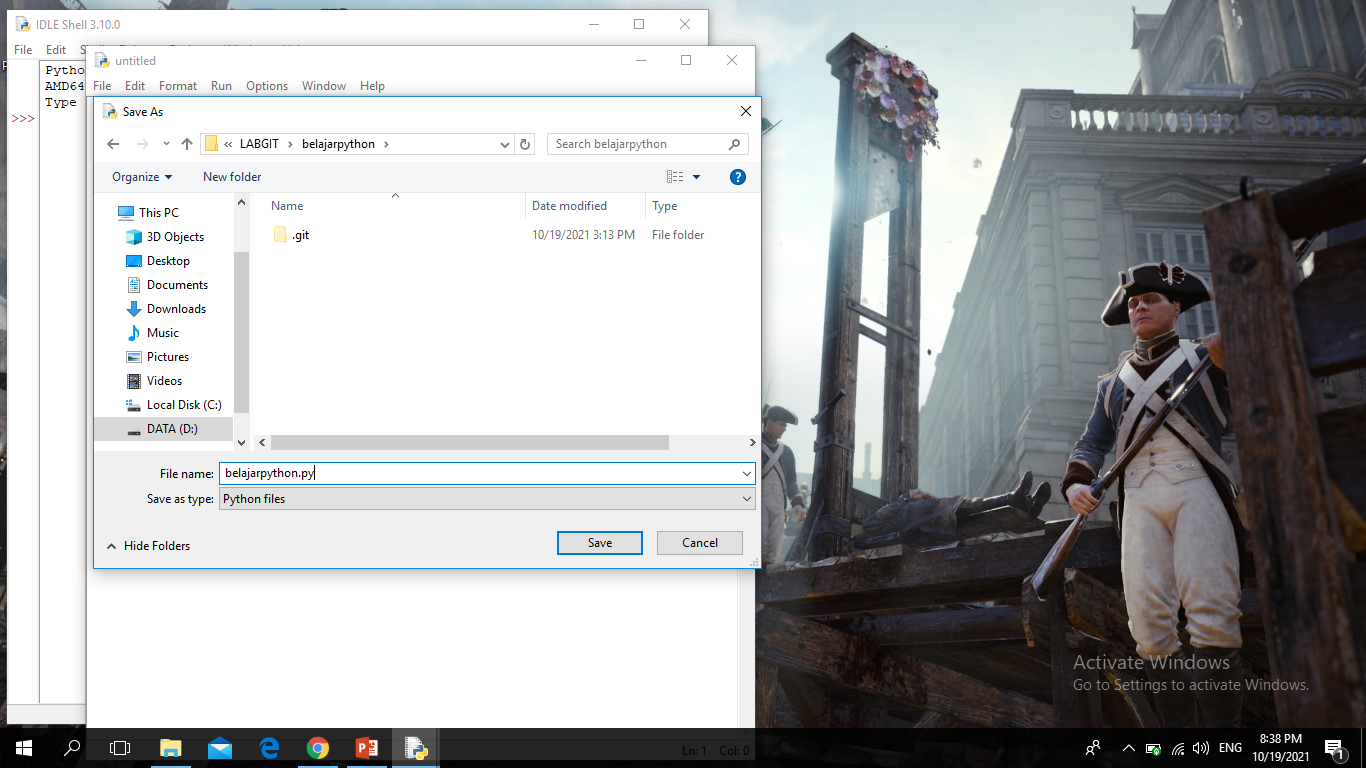 IDLE Shell 3.10.0
File Edit
Pytho
AMD64
Type
>>>
untitled
File Edit Format Run Options Window Help
Save As
« LABGIT › belajarpython ›
Search belajarpython
Organize New folder
This PC
3D Objects
Desktop
Documents
Downloads
Music
Pictures
Videos
Local Disk (C:)
DATA (D:)
Name Date modified Type
.git 10/19/2021 3:13 PM File folder
File name: belajarpython.py
Save as type: Python files
Hide Folders
Save Cancel
Ln: 1 Col: 0
Activate Windows
Go to Settings to activate Windows.
ENG
8:38 PM
10/19/2021
1